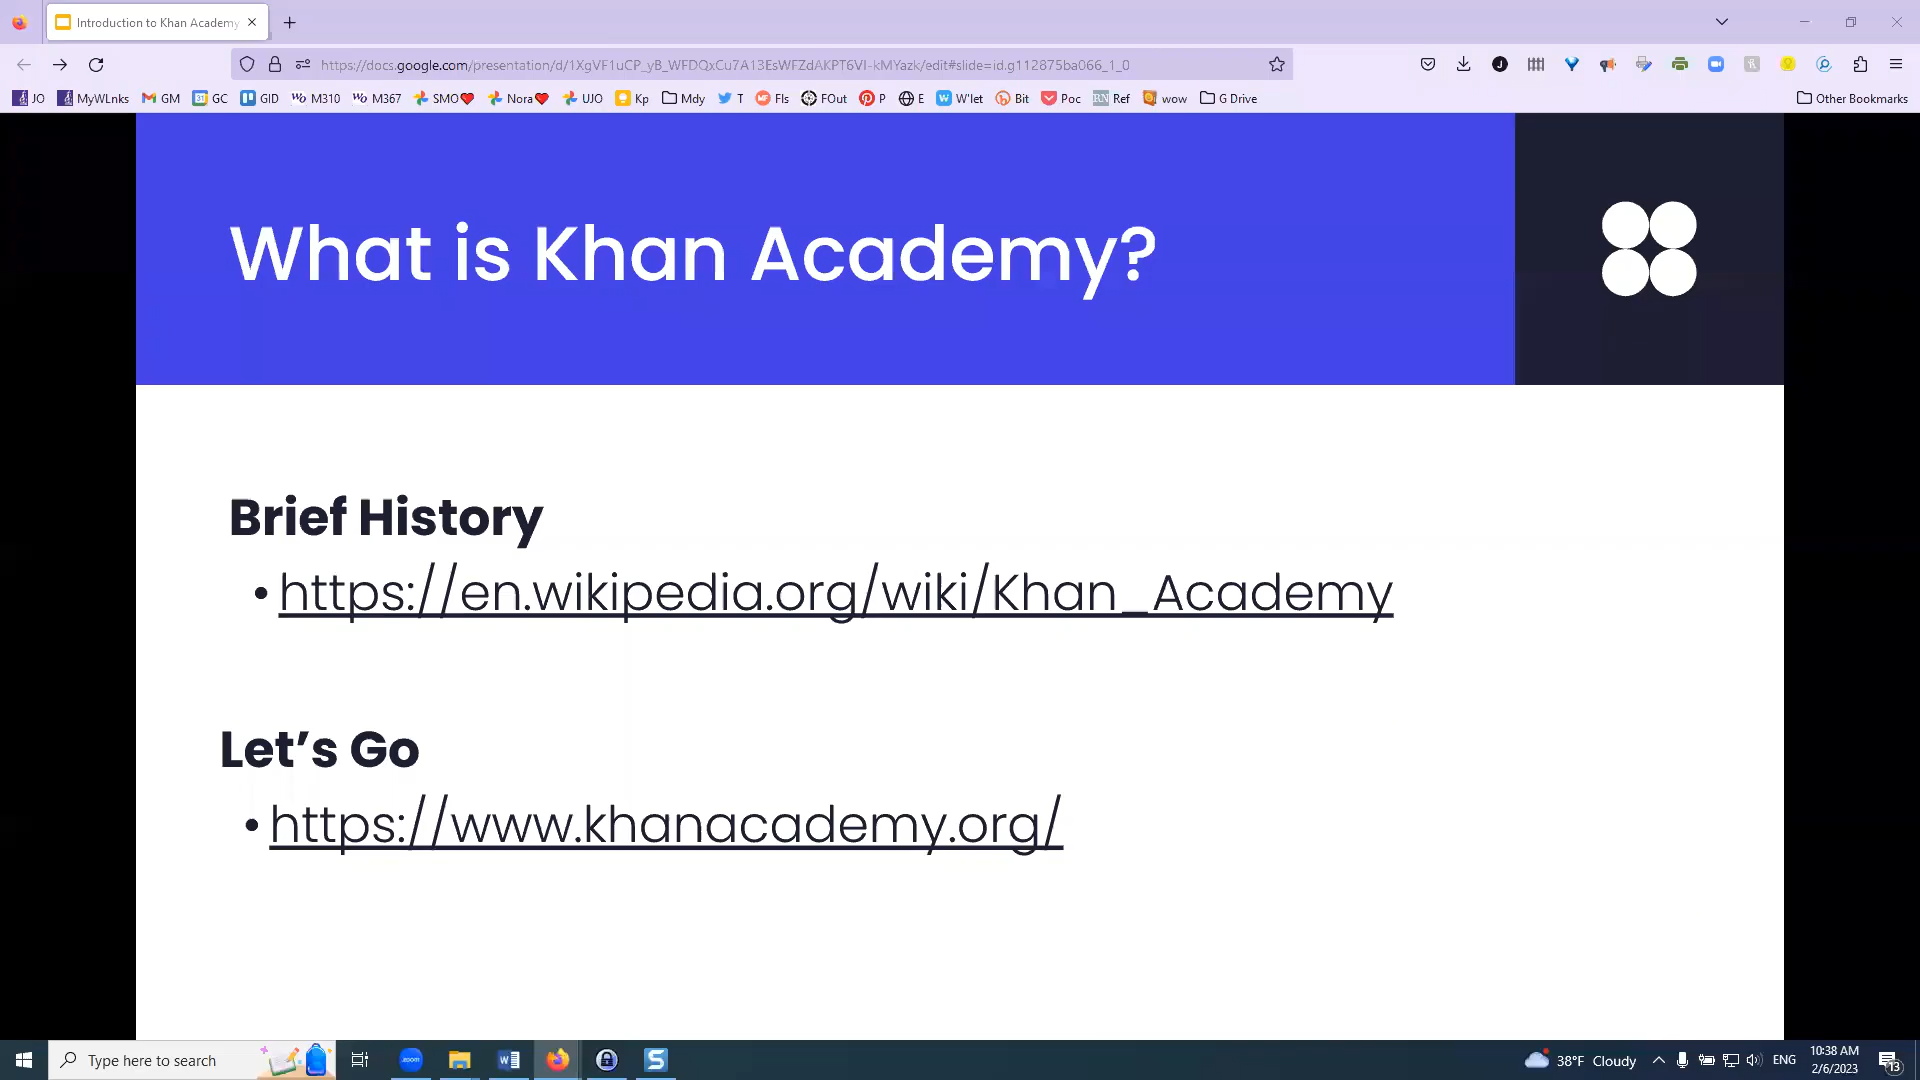 Introduction to Khan Academy
https://docs.google.com/presentation/d/1XgVF1uCP_yB_WFDQxCu7A13EsWFZdAKPT6VI-kMYazk/edit#slide=id.g112875ba066_1_0
JO MyWLnks GM GC GID M310 M367 SMO❤ Nora❤ UJO Kp Mdy T FIs FOut P E W'let Bit Poc Ref wow G Drive Other Bookmarks
What is Khan Academy?
Brief History
• https://en.wikipedia.org/wiki/Khan_Academy
Let’s Go
• https://www.khanacademy.org/
Type here to search
zoom
38°F Cloudy
ENG
10:38 AM
2/6/2023
13